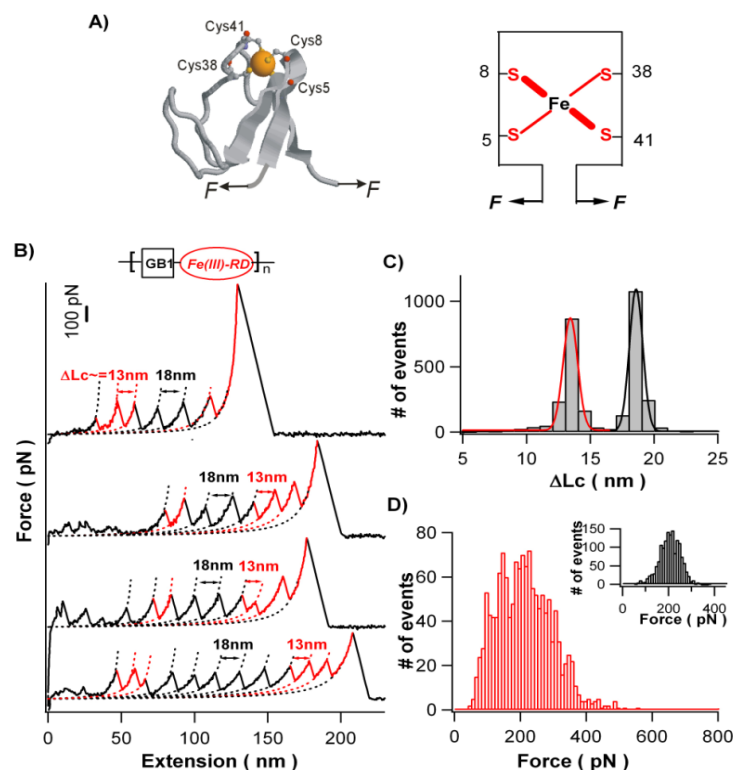 A)
Cys41
Cys8
Cys38
Cys5
F F
8 S S 38
Fe
5 S S 41
F F
B)
[ GB1 Fe(III)-RD ]n
100 pN
ΔLc~=13nm 18nm
18nm 13nm
18nm 13nm
18nm 13nm
Force ( pN )
0 50 100 150 200
Extension ( nm )
C)
# of events
1000
500
0
5 10 15 20 25
ΔLc ( nm )
D)
# of events
80
60
40
20
0
0 200 400 600 800
Force ( pN )
# of events
150
100
50
0
0 200 400
Force ( pN )